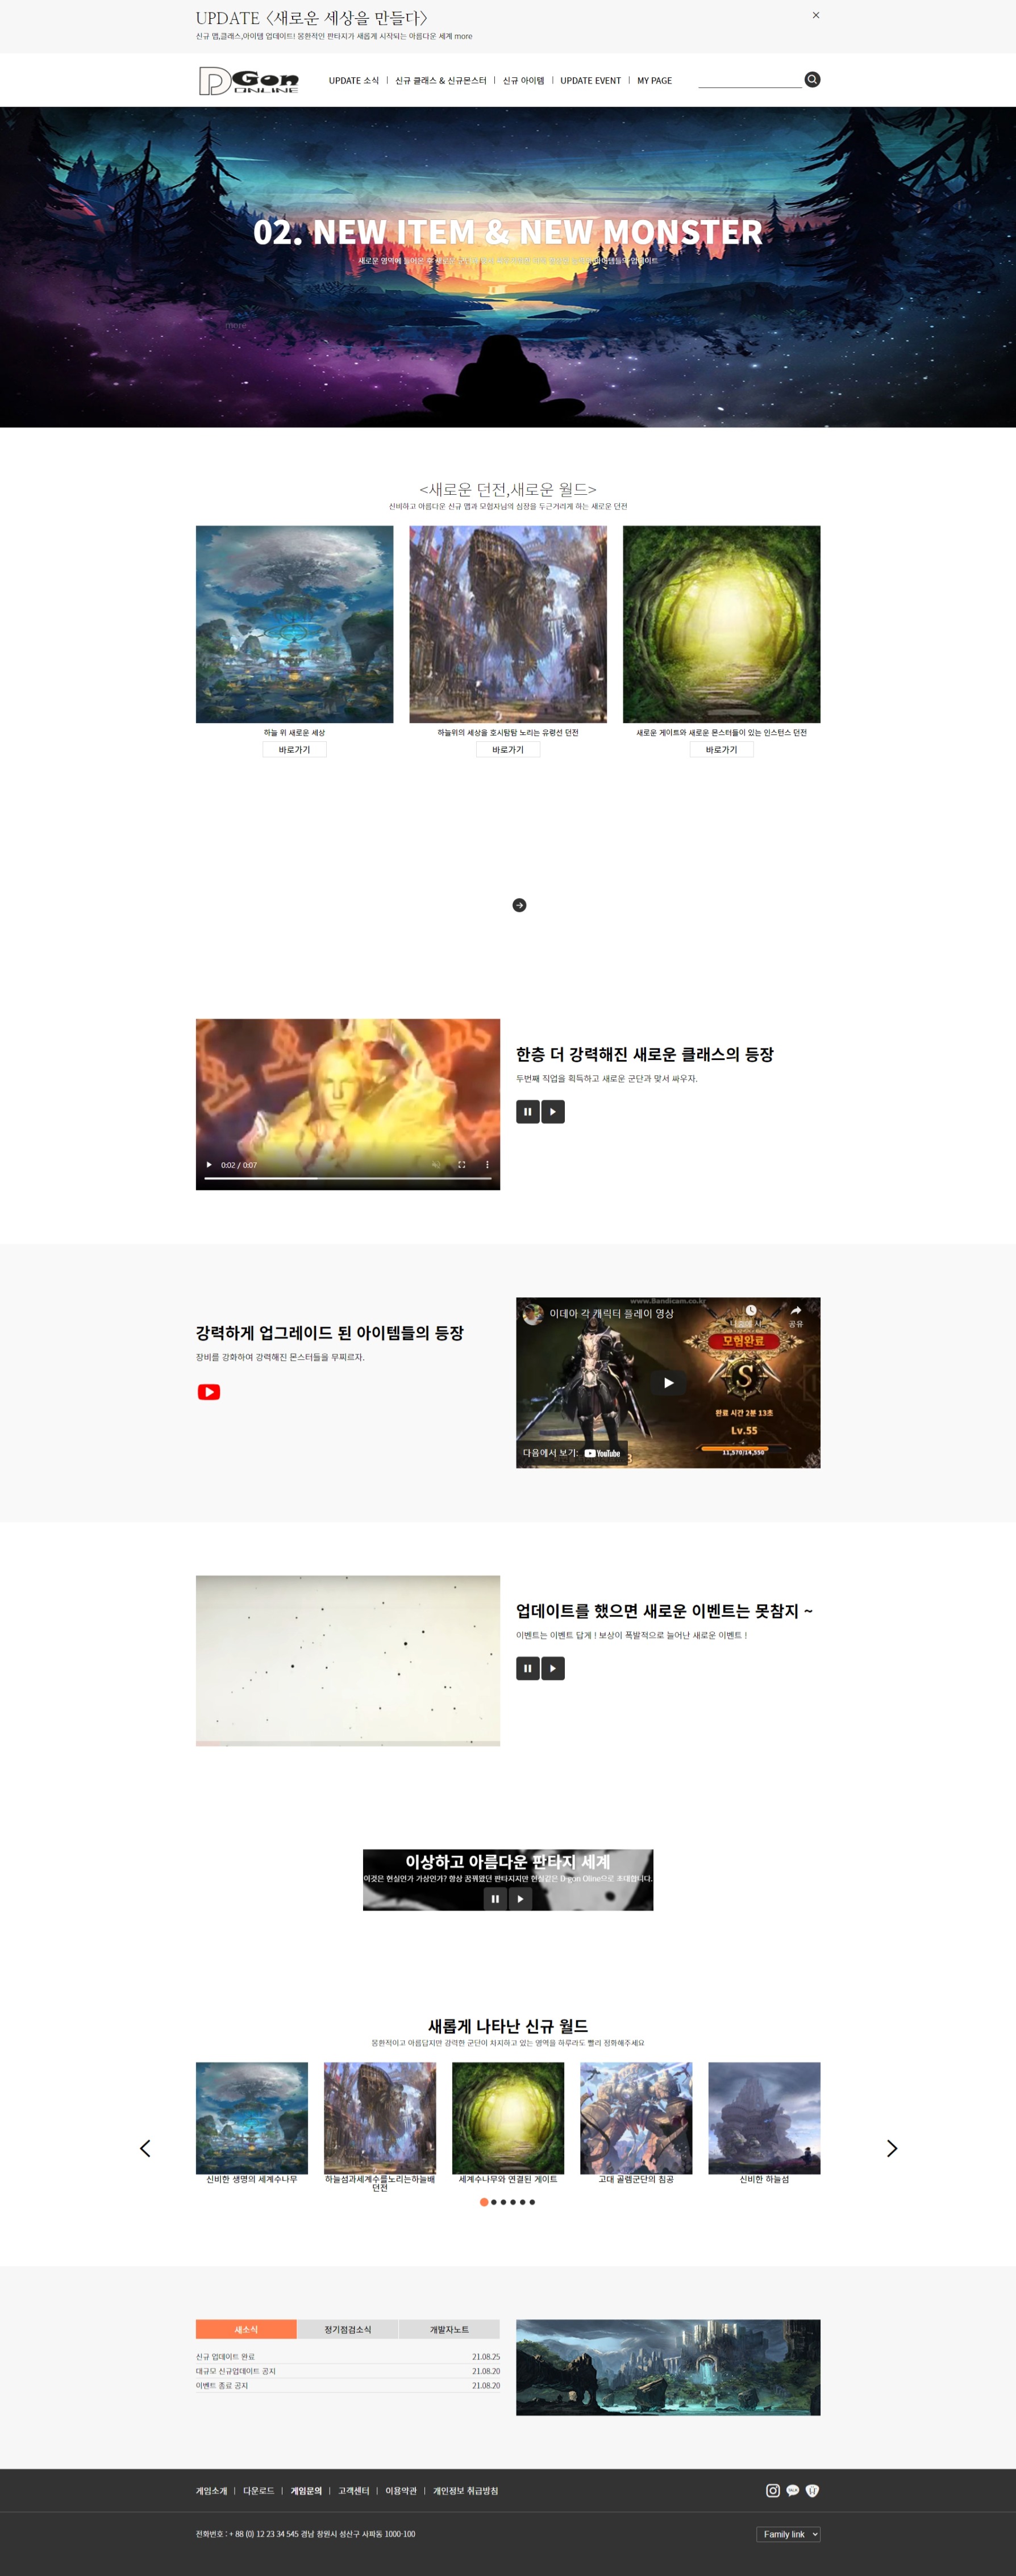 UPDATE <새로운 세상을 만들다>
신규 맵,클래스,아이템 업데이트! 몽환적인 판타지가 새롭게 시작되는 아름다운 세계 more
DGon
ONLINE
UPDATE 소식 | 신규 클래스 & 신규몬스터 | 신규 아이템 | UPDATE EVENT | MY PAGE
02. NEW ITEM & NEW MONSTER
새로운 영역에 들어온
업데이트
more
<새로운 던전,새로운 월드>
신비하고 아름다운 신규 맵과 모험자님의 심장을 두근거리게 하는 새로운 던전
하늘 위 새로운 세상
바로가기
하늘위의 세상을 호시탐탐 노리는 유령선 던전
바로가기
새로운 게이트와 새로운 몬스터들이 있는 인스턴스 던전
바로가기
0:02 / 0:07
한층 더 강력해진 새로운 클래스의 등장
두번째 직업을 획득하고 새로운 군단과 맞서 싸우자.
강력하게 업그레이드 된 아이템들의 등장
장비를 강화하여 강력해진 몬스터들을 무찌르자.
www.Bandicam.co.kr
이데아 각 캐릭터 플레이 영상
공유
모험완료
S
완료 시간 2분 13초
Lv.55
11,570/14,550
다음에서 보기: YouTube
업데이트를 했으면 새로운 이벤트는 못참지 ~
이벤트는 이벤트 답게 ! 보상이 폭발적으로 늘어난 새로운 이벤트 !
이상하고 아름다운 판타지 세계
이것은 현실인가 가상인가? 항상 꿈꿔왔던 판타지지만 현실같은 D-gon Oline으로 초대합니다.
새롭게 나타난 신규 월드
몽환적이고 아름답지만 강력한 군단이 차지하고 있는 영역을 하루라도 빨리 정화해주세요
신비한 생명의 세계수나무
하늘섬과세계수를노리는하늘배
던전
세계수나무와 연결된 게이트
고대 골렘군단의 침공
신비한 하늘섬
새소식 정기점검소식 개발자노트
신규 업데이트 완료 21.08.25
대규모 신규업데이트 공지 21.08.20
이벤트 종료 공지 21.08.20
게임소개 | 다운로드 | 게임문의 | 고객센터 | 이용약관 | 개인정보 취급방침
전화번호 : + 88 (0) 12 23 34 545 경남 창원시 성산구 사파동 1000-100
Family link